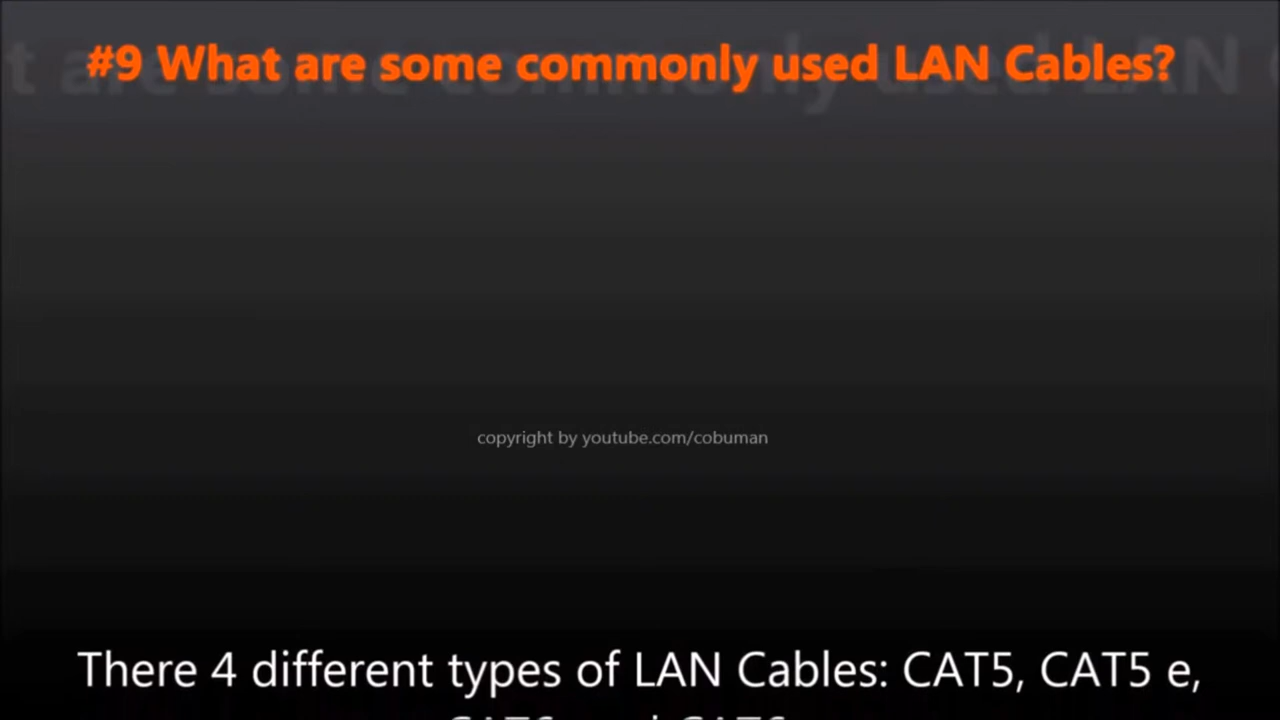 #9 What are some commonly used LAN Cables?
copyright by youtube.com/cobuman
There 4 different types of LAN Cables: CAT5, CAT5 e,